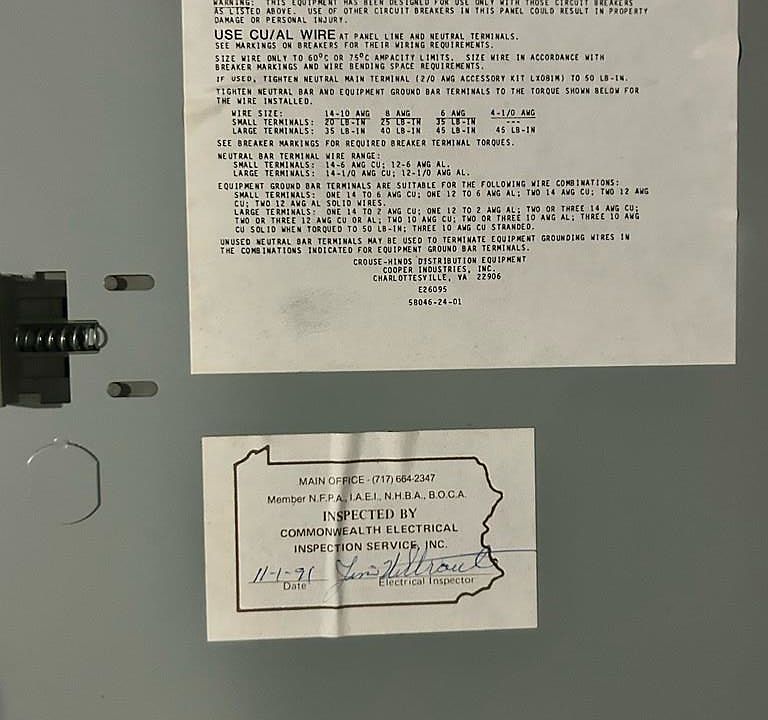 WARNING: THIS EQUIPMENT HAS BEEN DESIGNED FOR USE ONLY WITH THOSE CIRCUIT BREAKERS
AS LISTED ABOVE. USE OF OTHER CIRCUIT BREAKERS IN THIS PANEL COULD RESULT IN PROPERTY
DAMAGE OR PERSONAL INJURY.
USE CU/AL WIRE AT PANEL LINE AND NEUTRAL TERMINALS.
SEE MARKINGS ON BREAKERS FOR THEIR WIRING REQUIREMENTS.
SIZE WIRE ONLY TO 60°C OR 75°C AMPACITY LIMITS. SIZE WIRE IN ACCORDANCE WITH
BREAKER MARKINGS AND WIRE BENDING SPACE REQUIREMENTS.
IF USED, TIGHTEN NEUTRAL MAIN TERMINAL (2/0 AWG ACCESSORY KIT LX081M) TO 50 LB-IN.
TIGHTEN NEUTRAL BAR AND EQUIPMENT GROUND BAR TERMINALS TO THE TORQUE SHOWN BELOW FOR
THE WIRE INSTALLED.
WIRE SIZE: 14-10 AWG 8 AWG 6 AWG 4-1/0 AWG
SMALL TERMINALS: 20 LB-IN 25 LB-IN 35 LB-IN ---
LARGE TERMINALS: 35 LB-IN 40 LB-IN 45 LB-IN 45 LB-IN
SEE BREAKER MARKINGS FOR REQUIRED BREAKER TERMINAL TORQUES.
NEUTRAL BAR TERMINAL WIRE RANGE:
SMALL TERMINALS: 14-6 AWG CU; 12-6 AWG AL.
LARGE TERMINALS: 14-1/0 AWG CU; 12-1/0 AWG AL.
EQUIPMENT GROUND BAR TERMINALS ARE SUITABLE FOR THE FOLLOWING WIRE COMBINATIONS:
SMALL TERMINALS: ONE 14 TO 6 AWG CU; ONE 12 TO 6 AWG AL; TWO 14 AWG CU; TWO 12 AWG
CU; TWO 12 AWG AL SOLID WIRES.
LARGE TERMINALS: ONE 14 TO 2 AWG CU; ONE 12 TO 2 AWG AL; TWO OR THREE 14 AWG CU;
TWO OR THREE 12 AWG CU OR AL; TWO 10 AWG CU; TWO OR THREE 10 AWG AL; THREE 10 AWG
CU SOLID WHEN TORQUED TO 50 LB-IN; THREE 10 AWG CU STRANDED.
UNUSED NEUTRAL BAR TERMINALS MAY BE USED TO TERMINATE EQUIPMENT GROUNDING WIRES IN
THE COMBINATIONS INDICATED FOR EQUIPMENT GROUND BAR TERMINALS.
CROUSE-HINDS DISTRIBUTION EQUIPMENT
COOPER INDUSTRIES, INC.
CHARLOTTESVILLE, VA 22906
E26095
58046-24-01
MAIN OFFICE - (717) 664-2347
Member N.F.P.A., I.A.E.I., N.H.B.A., B.O.C.A.
INSPECTED BY
COMMONWEALTH ELECTRICAL
INSPECTION SERVICE, INC.
11-1-91
Date Electrical Inspector